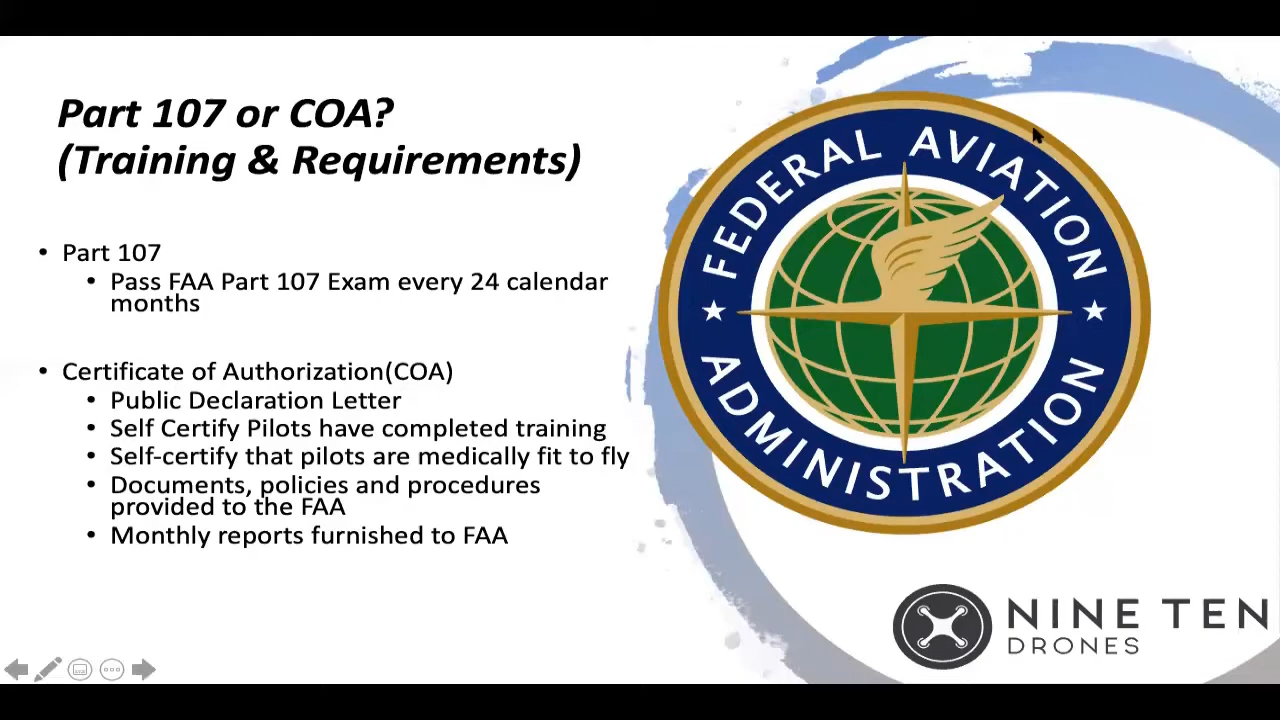 Part 107 or COA?
(Training & Requirements)
• Part 107
• Pass FAA Part 107 Exam every 24 calendar
months
• Certificate of Authorization(COA)
• Public Declaration Letter
• Self Certify Pilots have completed training
• Self-certify that pilots are medically fit to fly
• Documents, policies and procedures
provided to the FAA
• Monthly reports furnished to FAA
FEDERAL AVIATION
ADMINISTRATION
NINE TEN
DRONES